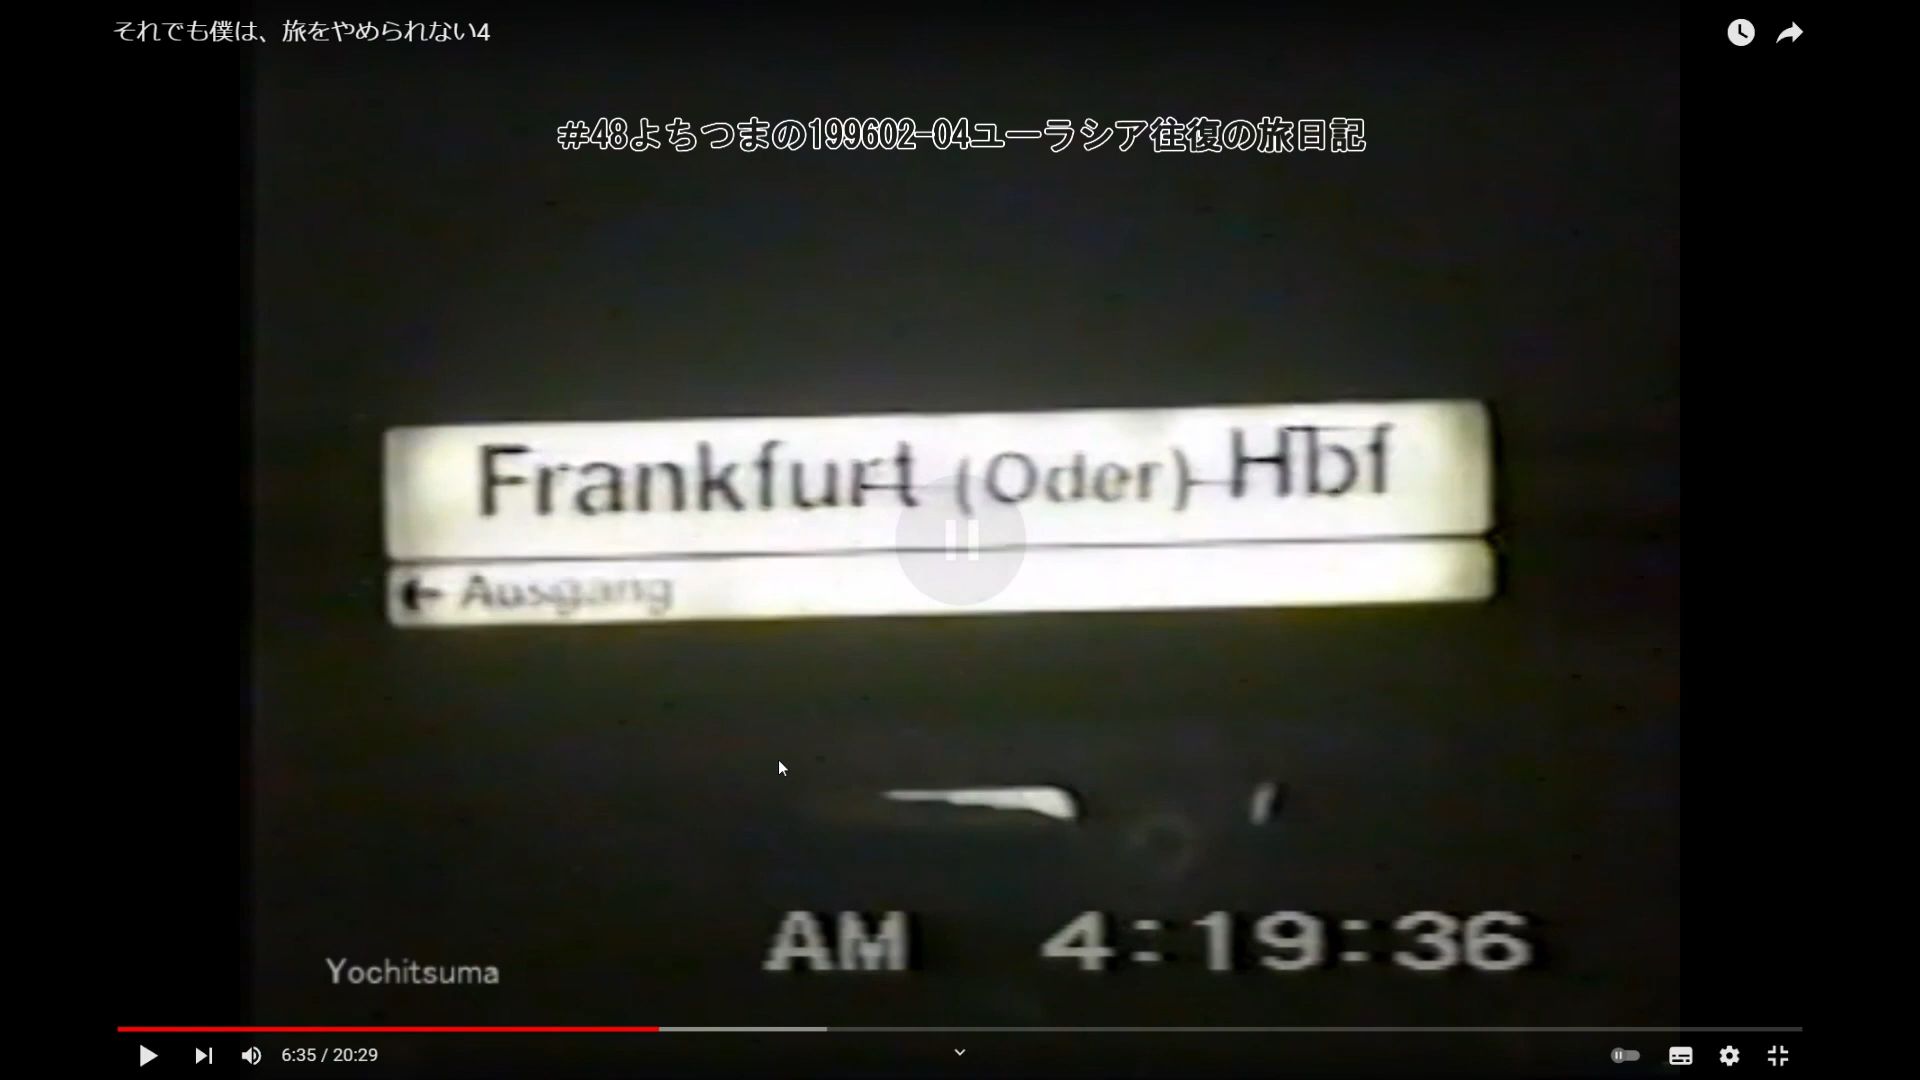 それでも僕は、旅をやめられない4
#48よちつまの199602-04ユーラシア往復の旅日記
Frankfurt (Oder) Hbf
← Ausgang
AM 4:19:36
Yochitsuma
6:35 / 20:29